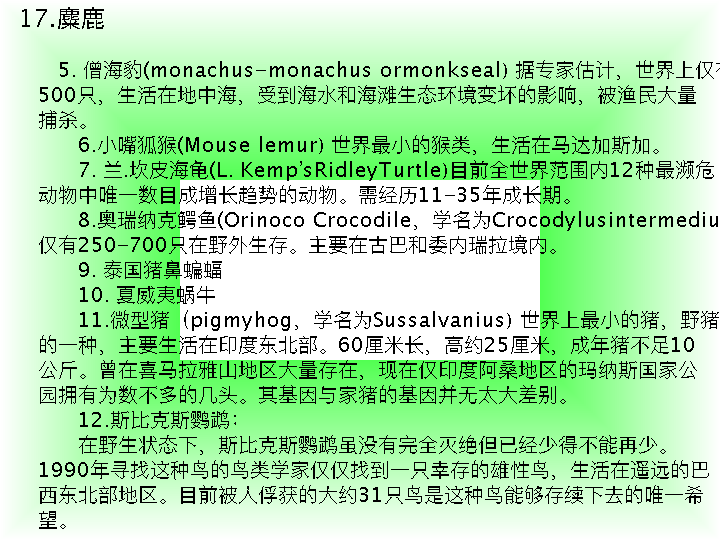 17.麋鹿
5. 僧海豹(monachus-monachus ormonkseal) 据专家估计，世界上仅
500只，生活在地中海，受到海水和海滩生态环境变坏的影响，被渔民大量
捕杀。
6.小嘴狐猴(Mouse lemur) 世界最小的猴类，生活在马达加斯加。
7. 兰.坎皮海龟(L. Kemp'sRidleyTurtle)目前全世界范围内12种最濒危
动物中唯一数目成增长趋势的动物。需经历11-35年成长期。
8.奥瑞纳克鳄鱼(Orinoco Crocodile，学名为Crocodylusintermediu
仅有250-700只在野外生存。主要在古巴和委内瑞拉境内。
9. 泰国猪鼻蝙蝠
10. 夏威夷蜗牛
11.微型猪（pigmyhog，学名为Sussalvanius) 世界上最小的猪，野猪
的一种，主要生活在印度东北部。60厘米长，高约25厘米，成年猪不足10
公斤。曾在喜马拉雅山地区大量存在，现在仅印度阿桑地区的玛纳斯国家公
园拥有为数不多的几头。其基因与家猪的基因并无太大差别。
12.斯比克斯鹦鹉：
在野生状态下，斯比克斯鹦鹉虽没有完全灭绝但已经少得不能再少。
1990年寻找这种鸟的鸟类学家仅仅找到一只幸存的雄性鸟，生活在遥远的巴
西东北部地区。目前被人俘获的大约31只鸟是这种鸟能够存续下去的唯一希
望。